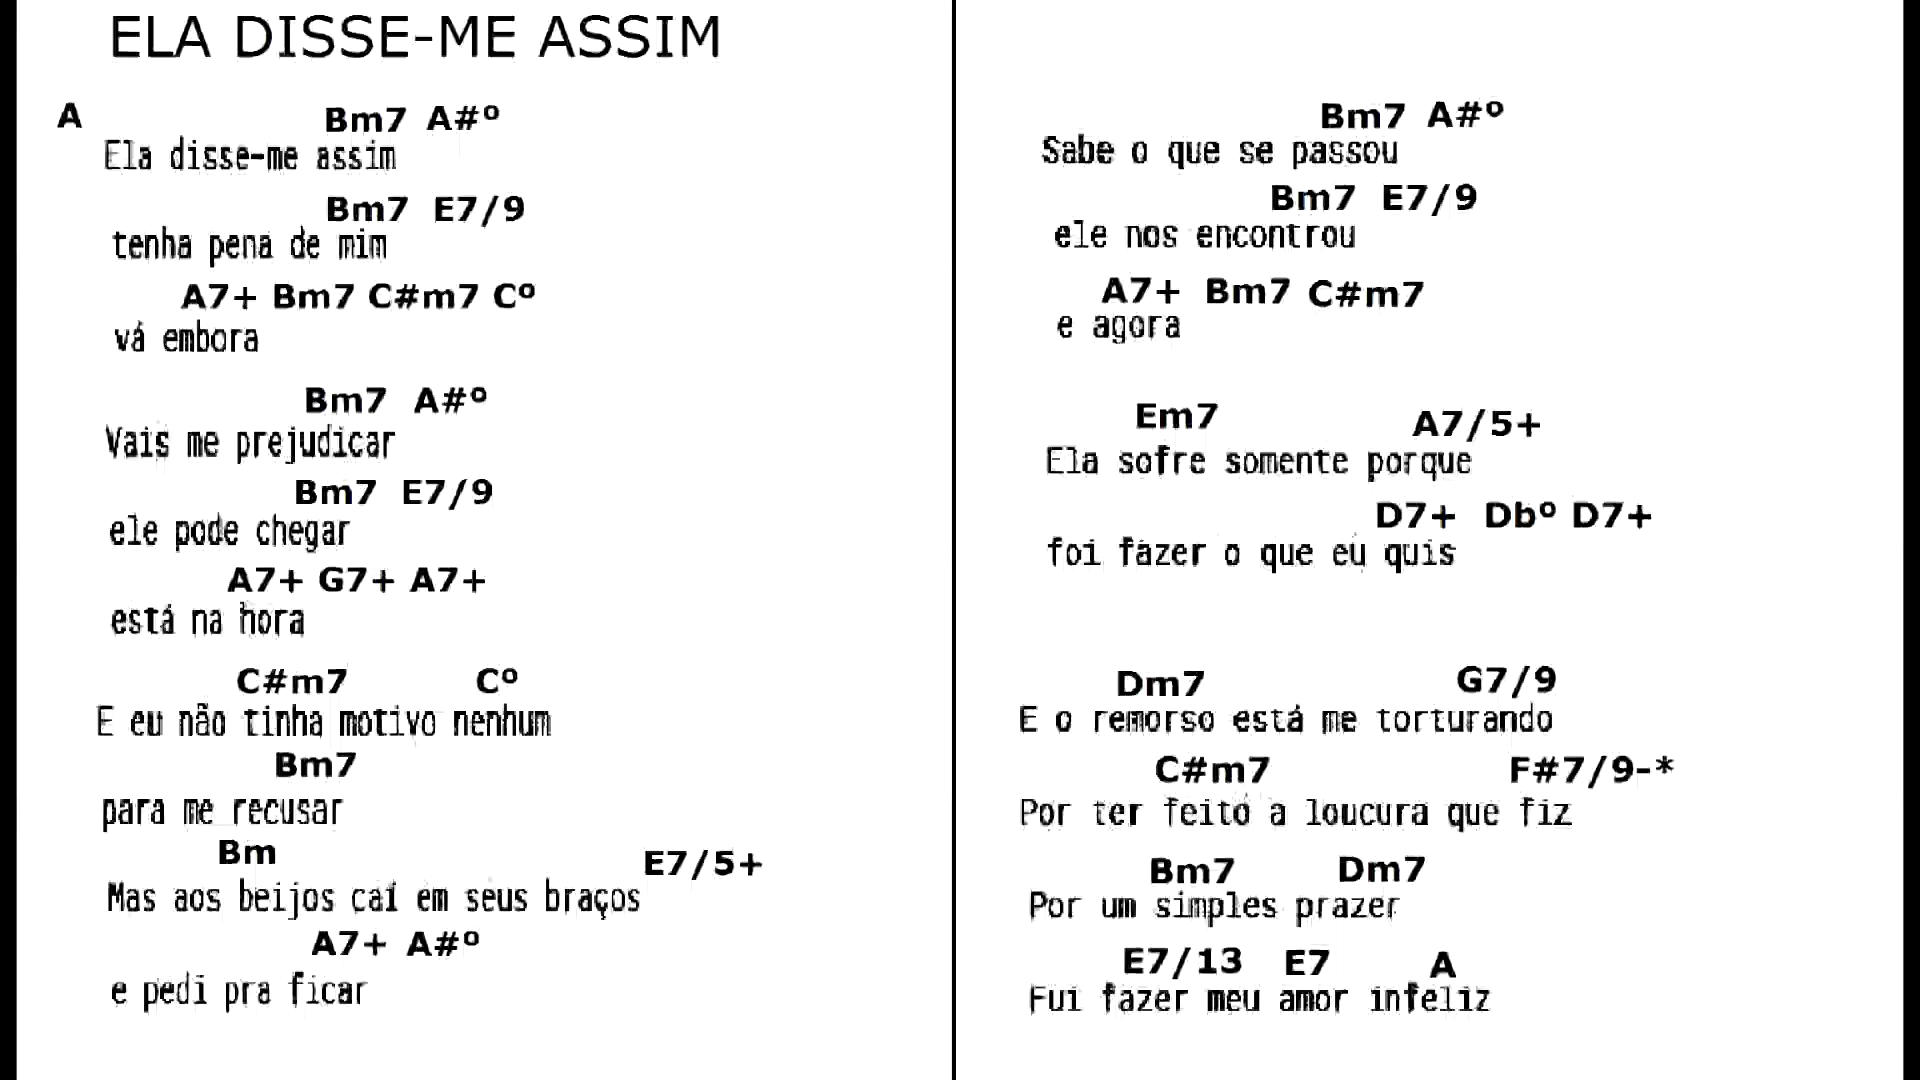 ELA DISSE-ME ASSIM
A Bm7 A#º
Ela disse-me assim
Bm7 E7/9
tenha pena de mim
A7+ Bm7 C#m7 Cº
vá embora
Bm7 A#º
Vais me prejudicar
Bm7 E7/9
ele pode chegar
A7+ G7+ A7+
está na hora
C#m7 Cº
E eu não tinha motivo nenhum
Bm7
para me recusar
Bm E7/5+
Mas aos beijos caí em seus braços
A7+ A#º
e pedi pra ficar
Bm7 A#º
Sabe o que se passou
Bm7 E7/9
ele nos encontrou
A7+ Bm7 C#m7
e agora
Em7 A7/5+
Ela sofre somente porque
D7+ Dbº D7+
foi fazer o que eu quis
Dm7 G7/9
E o remorso está me torturando
C#m7 F#7/9-*
Por ter feito a loucura que fiz
Bm7 Dm7
Por um simples prazer
E7/13 E7 A
Fui fazer meu amor infeliz